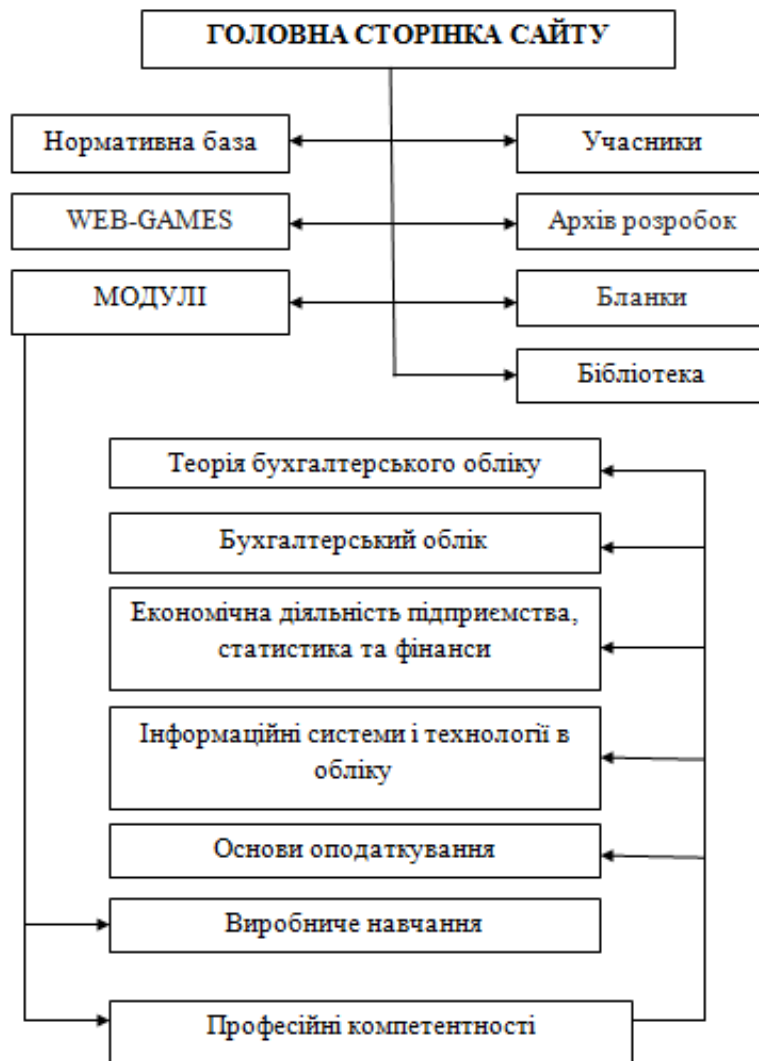 ГОЛОВНА СТОРІНКА САЙТУ
Нормативна база
Учасники
WEB-GAMES
Архів розробок
МОДУЛІ
Бланки
Бібліотека
Теорія бухгалтерського обліку
Бухгалтерський облік
Економічна діяльність підприємства,
статистика та фінанси
Інформаційні системи і технології в
обліку
Основи оподаткування
Виробниче навчання
Професійні компетентності